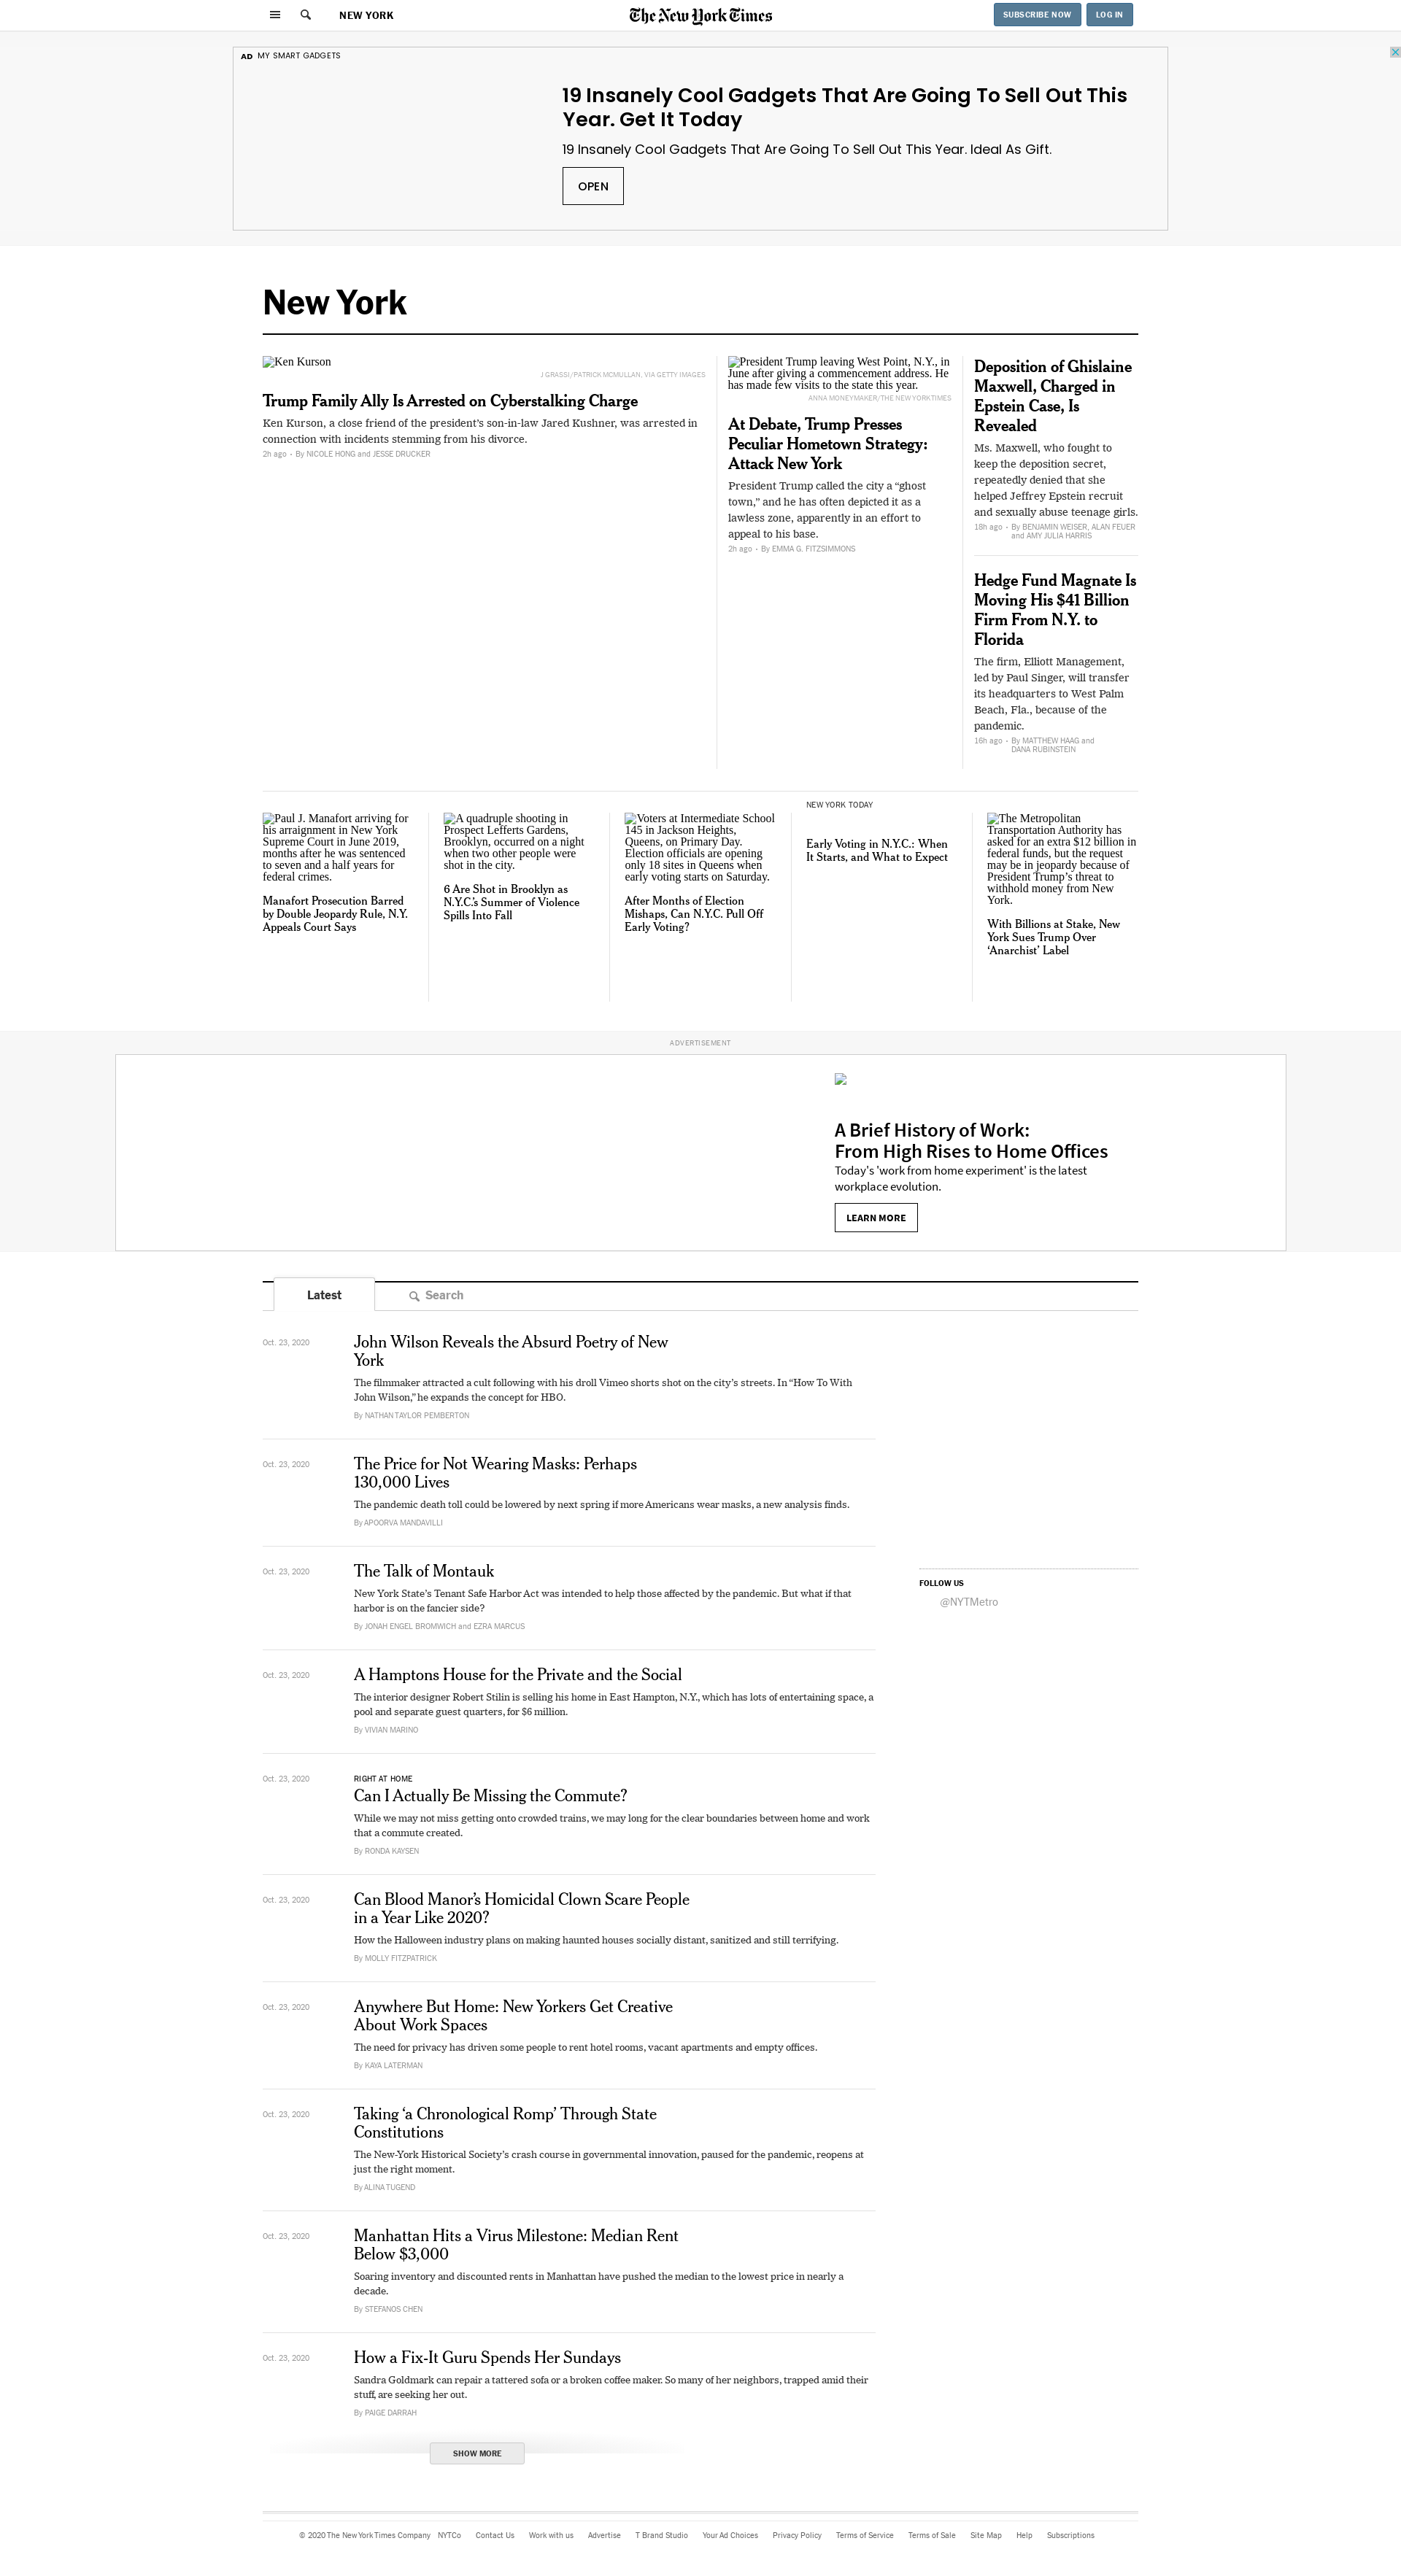 NEW YORK
The New York Times
SUBSCRIBE NOW
LOG IN
AD MY SMART GADGETS
19 Insanely Cool Gadgets That Are Going To Sell Out This
Year. Get It Today
19 Insanely Cool Gadgets That Are Going To Sell Out This Year. Ideal As Gift.
OPEN
New York
Ken Kurson
J GRASSI/PATRICK MCMULLAN, VIA GETTY IMAGES
Trump Family Ally Is Arrested on Cyberstalking Charge
Ken Kurson, a close friend of the president’s son-in-law Jared Kushner, was arrested in
connection with incidents stemming from his divorce.
2h ago • By NICOLE HONG and JESSE DRUCKER
President Trump leaving West Point, N.Y., in
June after giving a commencement address. He
has made few visits to the state this year.
ANNA MONEYMAKER/THE NEW YORK TIMES
At Debate, Trump Presses
Peculiar Hometown Strategy:
Attack New York
President Trump called the city a “ghost
town,” and he has often depicted it as a
lawless zone, apparently in an effort to
appeal to his base.
2h ago • By EMMA G. FITZSIMMONS
Deposition of Ghislaine
Maxwell, Charged in
Epstein Case, Is
Revealed
Ms. Maxwell, who fought to
keep the deposition secret,
repeatedly denied that she
helped Jeffrey Epstein recruit
and sexually abuse teenage girls.
18h ago • By BENJAMIN WEISER, ALAN FEUER
and AMY JULIA HARRIS
Hedge Fund Magnate Is
Moving His $41 Billion
Firm From N.Y. to
Florida
The firm, Elliott Management,
led by Paul Singer, will transfer
its headquarters to West Palm
Beach, Fla., because of the
pandemic.
16h ago • By MATTHEW HAAG and
DANA RUBINSTEIN
Paul J. Manafort arriving for
his arraignment in New York
Supreme Court in June 2019,
months after he was sentenced
to seven and a half years for
federal crimes.
Manafort Prosecution Barred
by Double Jeopardy Rule, N.Y.
Appeals Court Says
A quadruple shooting in
Prospect Lefferts Gardens,
Brooklyn, occurred on a night
when two other people were
shot in the city.
6 Are Shot in Brooklyn as
N.Y.C.’s Summer of Violence
Spills Into Fall
Voters at Intermediate School
145 in Jackson Heights,
Queens, on Primary Day.
Election officials are opening
only 18 sites in Queens when
early voting starts on Saturday.
After Months of Election
Mishaps, Can N.Y.C. Pull Off
Early Voting?
NEW YORK TODAY
Early Voting in N.Y.C.: When
It Starts, and What to Expect
The Metropolitan
Transportation Authority has
asked for an extra $12 billion in
federal funds, but the request
may be in jeopardy because of
President Trump’s threat to
withhold money from New
York.
With Billions at Stake, New
York Sues Trump Over
‘Anarchist’ Label
ADVERTISEMENT
A Brief History of Work:
From High Rises to Home Offices
Today's 'work from home experiment' is the latest
workplace evolution.
LEARN MORE
Latest
Search
Oct. 23, 2020
John Wilson Reveals the Absurd Poetry of New
York
The filmmaker attracted a cult following with his droll Vimeo shorts shot on the city’s streets. In “How To With
John Wilson,” he expands the concept for HBO.
By NATHAN TAYLOR PEMBERTON
Oct. 23, 2020
The Price for Not Wearing Masks: Perhaps
130,000 Lives
The pandemic death toll could be lowered by next spring if more Americans wear masks, a new analysis finds.
By APOORVA MANDAVILLI
Oct. 23, 2020
The Talk of Montauk
New York State’s Tenant Safe Harbor Act was intended to help those affected by the pandemic. But what if that
harbor is on the fancier side?
By JONAH ENGEL BROMWICH and EZRA MARCUS
FOLLOW US
@NYTMetro
Oct. 23, 2020
A Hamptons House for the Private and the Social
The interior designer Robert Stilin is selling his home in East Hampton, N.Y., which has lots of entertaining space, a
pool and separate guest quarters, for $6 million.
By VIVIAN MARINO
Oct. 23, 2020
RIGHT AT HOME
Can I Actually Be Missing the Commute?
While we may not miss getting onto crowded trains, we may long for the clear boundaries between home and work
that a commute created.
By RONDA KAYSEN
Oct. 23, 2020
Can Blood Manor’s Homicidal Clown Scare People
in a Year Like 2020?
How the Halloween industry plans on making haunted houses socially distant, sanitized and still terrifying.
By MOLLY FITZPATRICK
Oct. 23, 2020
Anywhere But Home: New Yorkers Get Creative
About Work Spaces
The need for privacy has driven some people to rent hotel rooms, vacant apartments and empty offices.
By KAYA LATERMAN
Oct. 23, 2020
Taking ‘a Chronological Romp’ Through State
Constitutions
The New-York Historical Society’s crash course in governmental innovation, paused for the pandemic, reopens at
just the right moment.
By ALINA TUGEND
Oct. 23, 2020
Manhattan Hits a Virus Milestone: Median Rent
Below $3,000
Soaring inventory and discounted rents in Manhattan have pushed the median to the lowest price in nearly a
decade.
By STEFANOS CHEN
Oct. 23, 2020
How a Fix-It Guru Spends Her Sundays
Sandra Goldmark can repair a tattered sofa or a broken coffee maker. So many of her neighbors, trapped amid their
stuff, are seeking her out.
By PAIGE DARRAH
SHOW MORE
© 2020 The New York Times Company NYTCo Contact Us Work with us Advertise T Brand Studio Your Ad Choices Privacy Policy Terms of Service Terms of Sale Site Map Help Subscriptions